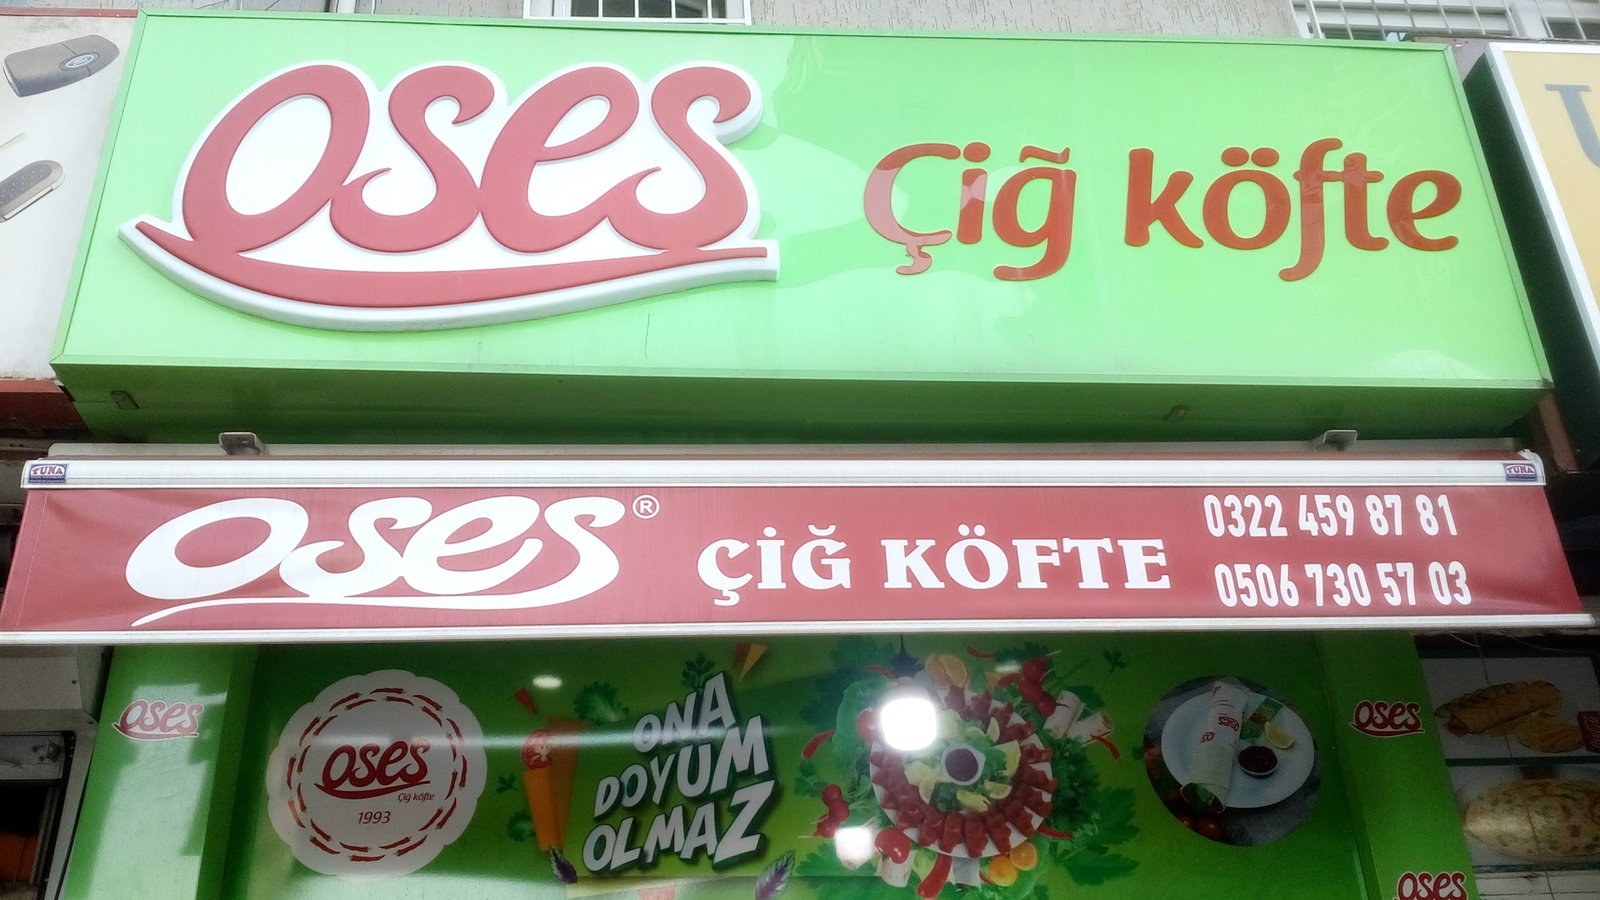 oses Çiğ köfte
TUNA
TUNA
oses® ÇİĞ KÖFTE
0322 459 87 81
0506 730 57 03
oses
oses
Çiğ köfte
1993
ONA
DOYUM
OLMAZ
oses
oses
oses